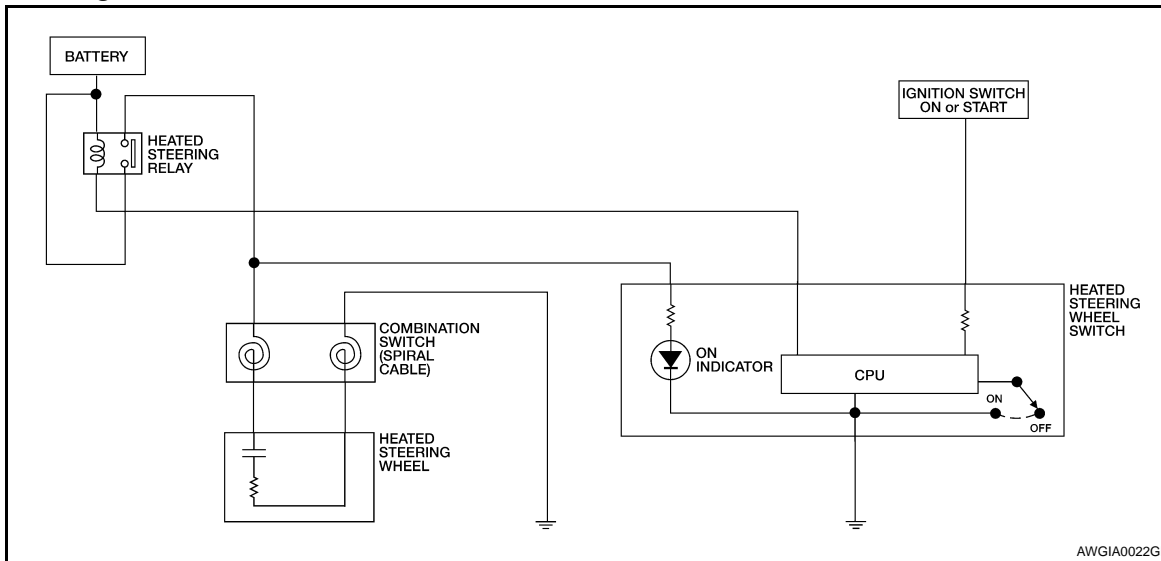 BATTERY
IGNITION SWITCH
ON or START
HEATED
STEERING
RELAY
HEATED
STEERING
WHEEL
SWITCH
COMBINATION
SWITCH
(SPIRAL
CABLE)
ON
INDICATOR
CPU
ON
OFF
HEATED
STEERING
WHEEL
AWGIA0022G